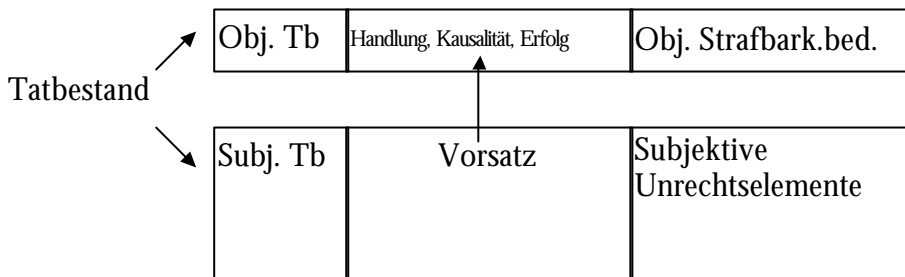 Obj. Tb
Handlung, Kausalität, Erfolg
Obj. Strafbark.bed.
Tatbestand
Subj. Tb
Vorsatz
Subjektive
Unrechtselemente